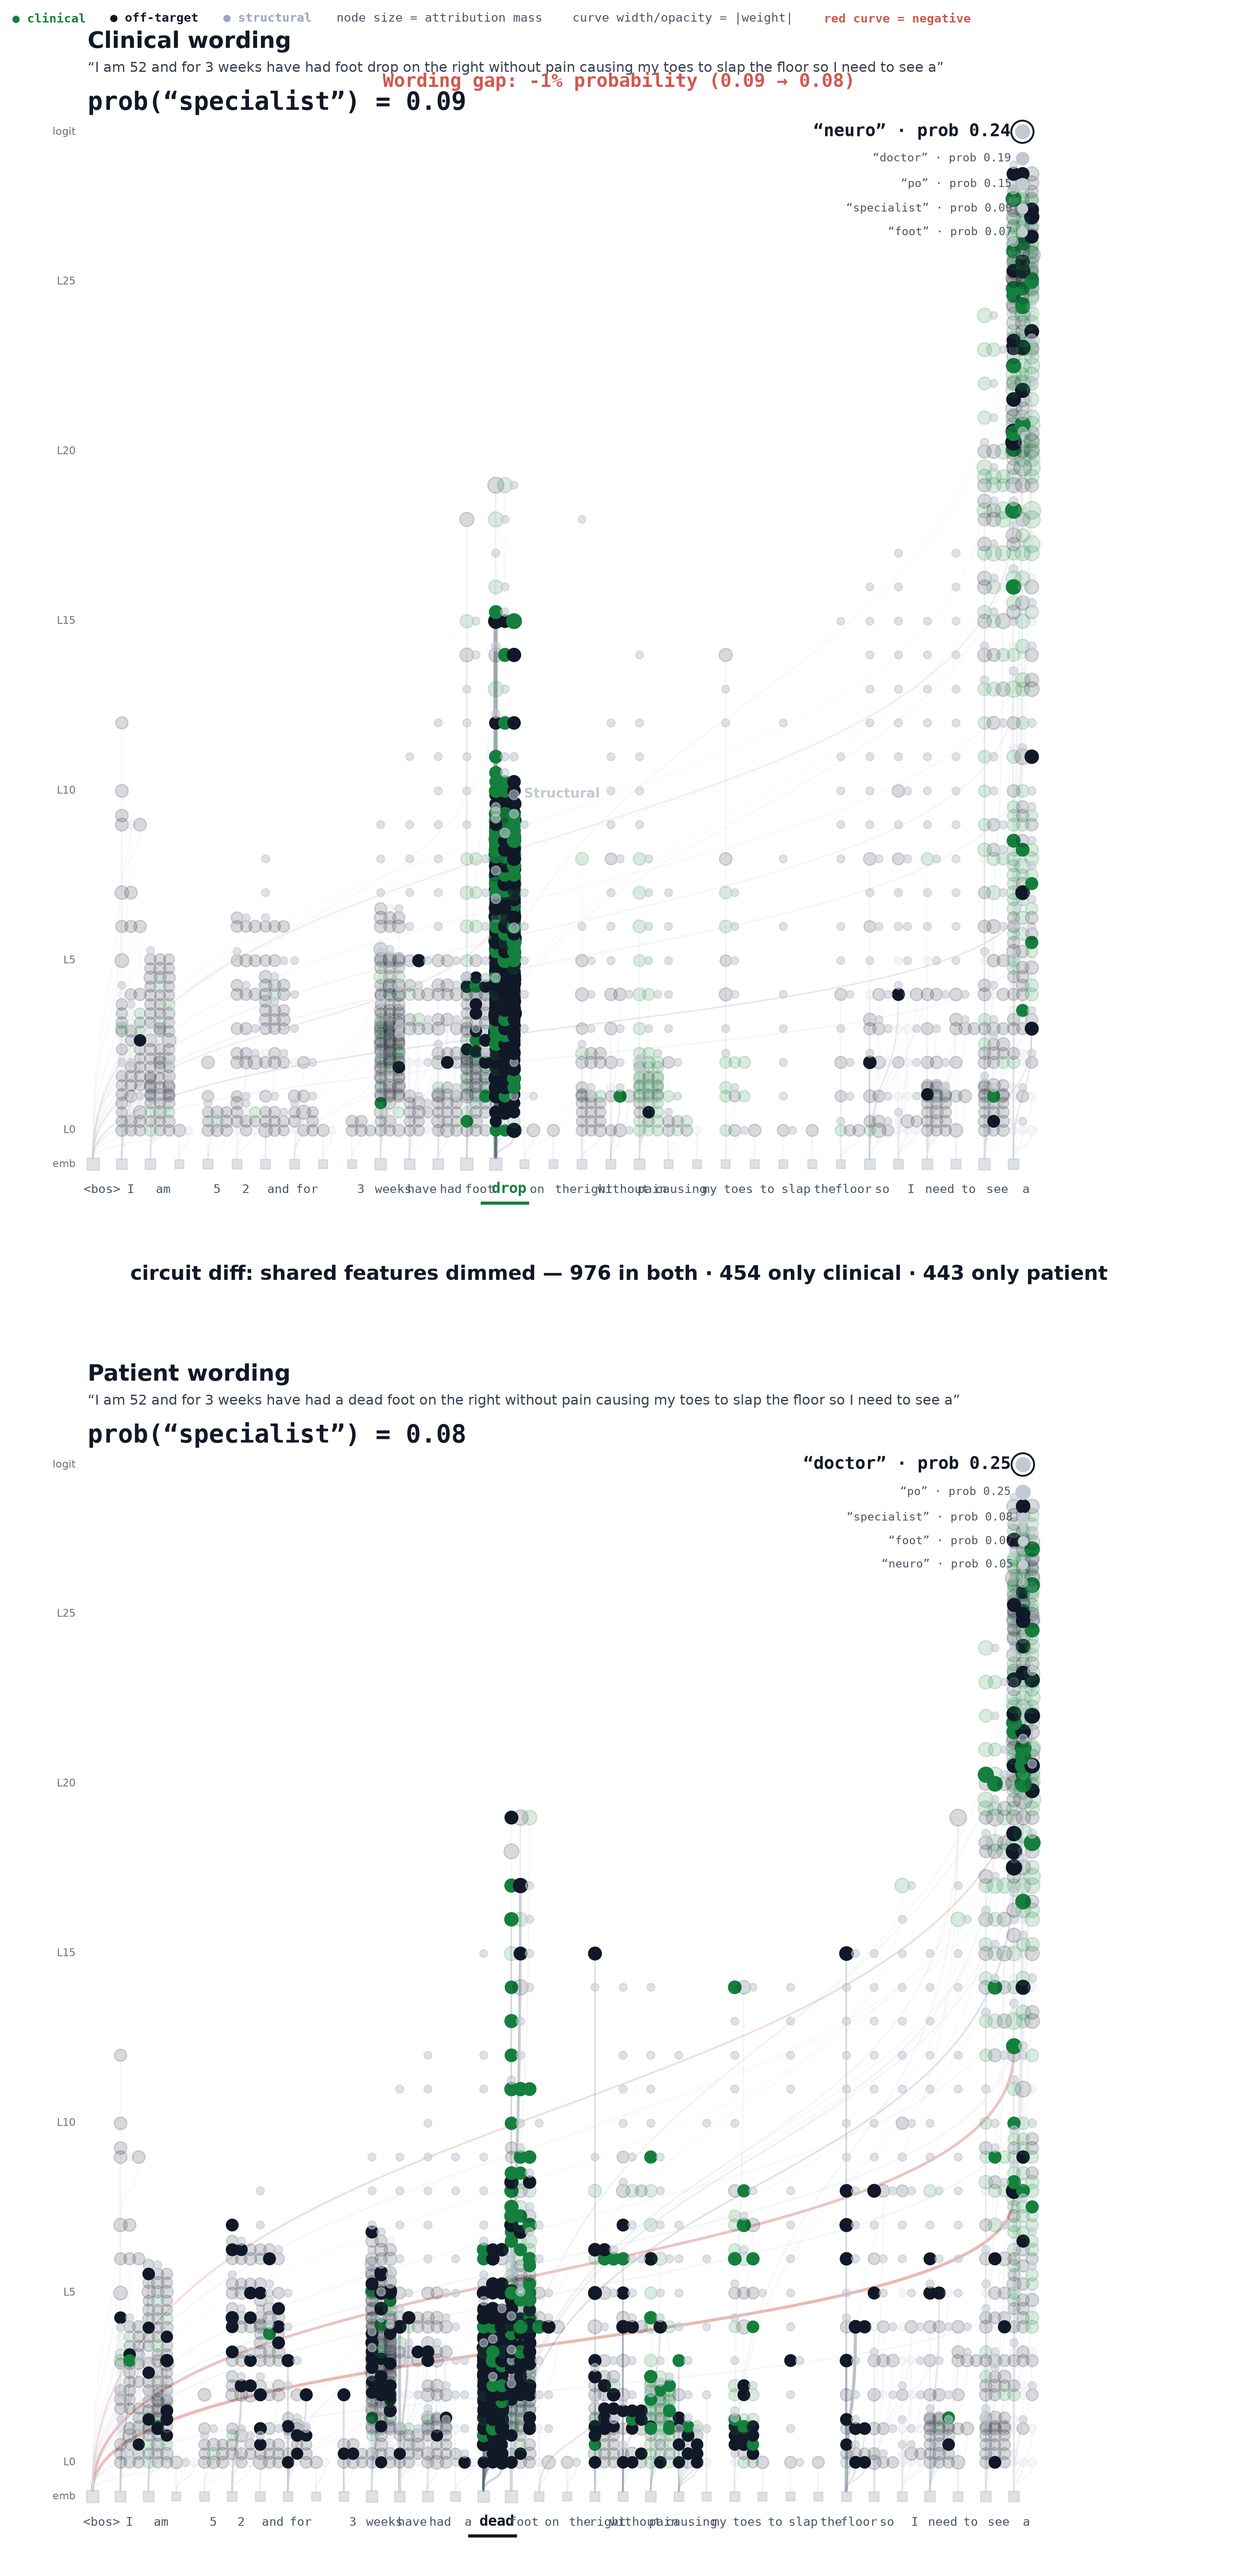 ● clinical ● off-target ● structural node size = attribution mass curve width/opacity = |weight| red curve = negative
Clinical wording
“I am 52 and for 3 weeks have had foot drop on the right without pain causing my toes to slap the floor so I need to see a”
Wording gap: -1% probability (0.09 → 0.08)
prob(“specialist”) = 0.09
logit
“neuro” · prob 0.24
“doctor” · prob 0.19
“po” · prob 0.15
“specialist” · prob 0.09
“foot” · prob 0.07
L25
L20
L15
L10
Structural
L5
L0
emb
<bos> I am 5 2 and for 3 weeks have had foot drop on the right without pain causing my toes to slap the floor so I need to see a
circuit diff: shared features dimmed — 976 in both · 454 only clinical · 443 only patient
Patient wording
“I am 52 and for 3 weeks have had a dead foot on the right without pain causing my toes to slap the floor so I need to see a”
prob(“specialist”) = 0.08
logit
“doctor” · prob 0.25
“po” · prob 0.25
“specialist” · prob 0.08
“foot” · prob 0.0
“neuro” · prob 0.05
L25
L20
L15
L10
L5
L0
emb
<bos> I am 5 2 and for 3 weeks have had a dead foot on the right without pain causing my toes to slap the floor so I need to see a